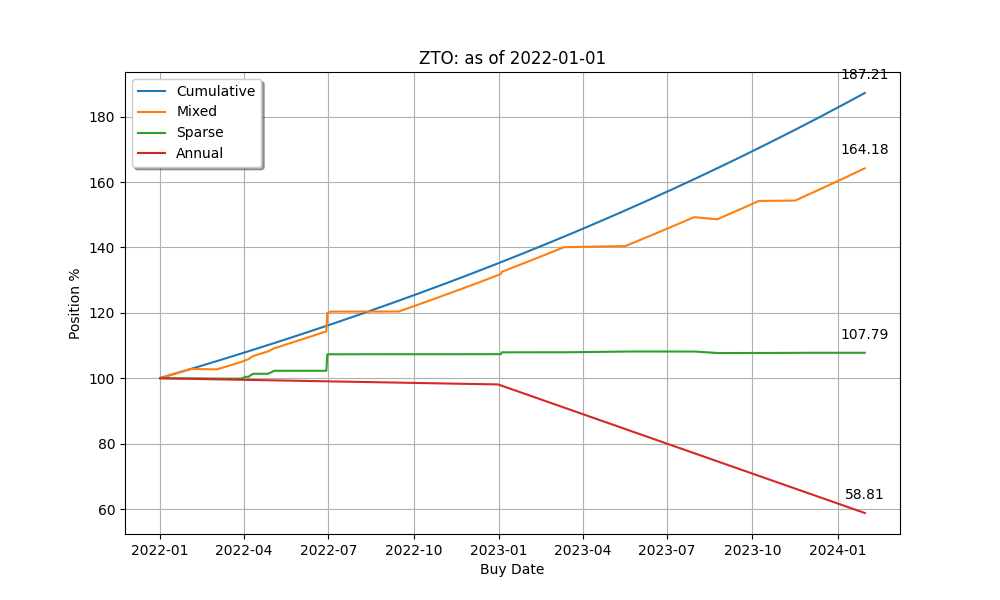 ZTO: as of 2022-01-01
187.21
Cumulative
Mixed
Sparse
Annual
164.18
107.79
58.81
Position %
180
160
140
120
100
80
60
2022-01 2022-04 2022-07 2022-10 2023-01 2023-04 2023-07 2023-10 2024-01
Buy Date